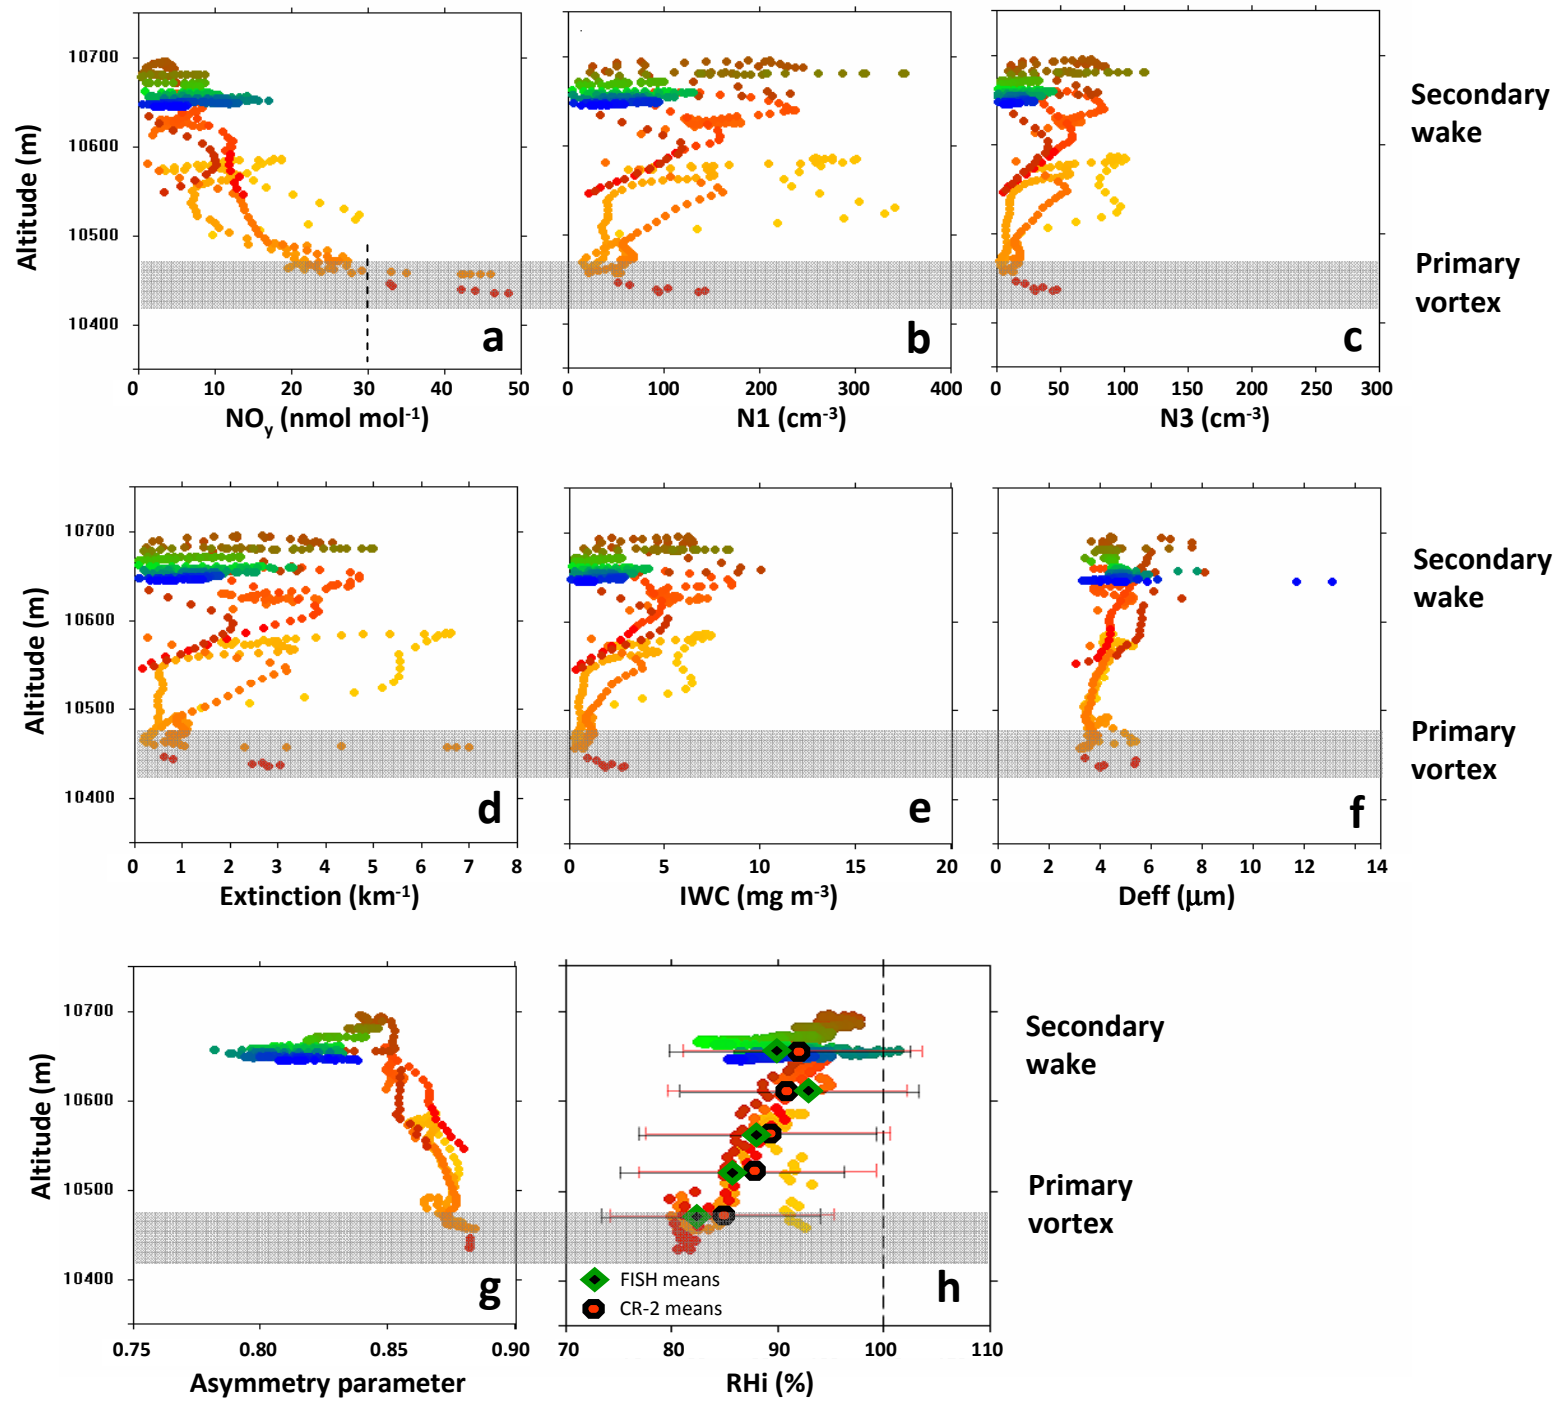 10700
10600
10500
10400
Altitude (m)
a
b
c
Secondary
wake
Primary
vortex
0 10 20 30 40 50
0 100 200 300 400
0 50 100 150 200 250 300
NOy (nmol mol-1)
N1 (cm-3)
N3 (cm-3)
10700
10600
10500
10400
Altitude (m)
d
e
f
Secondary
wake
Primary
vortex
0 1 2 3 4 5 6 7 8
0 5 10 15 20
0 2 4 6 8 10 12 14
Extinction (km-1)
IWC (mg m-3)
Deff (μm)
10700
10600
10500
10400
Altitude (m)
g
h
FISH means
CR-2 means
Secondary
wake
Primary
vortex
0.75 0.80 0.85 0.90
70 80 90 100 110
Asymmetry parameter
RHi (%)